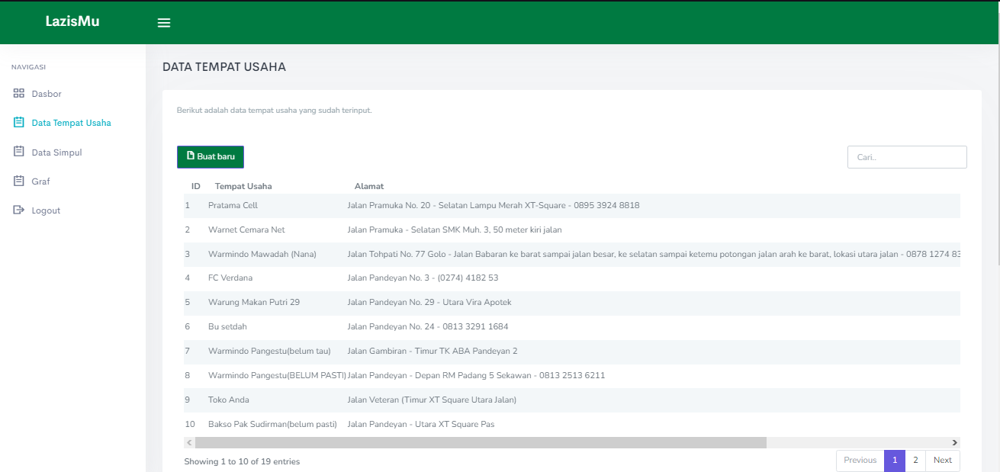 LazisMu
NAVIGASI
Dasbor
Data Tempat Usaha
Data Simpul
Graf
Logout
DATA TEMPAT USAHA
Berikut adalah data tempat usaha yang sudah terinput.
Buat baru
Cari..
ID Tempat Usaha Alamat
1 Pratama Cell Jalan Pramuka No. 20 - Selatan Lampu Merah XT-Square - 0895 3924 8818
2 Warnet Cemara Net Jalan Pramuka - Selatan SMK Muh. 3, 50 meter kiri jalan
3 Warmindo Mawadah (Nana) Jalan Tohpati No. 77 Golo - Jalan Babaran ke barat sampai jalan besar, ke selatan sampai ketemu potongan jalan arah ke barat, lokasi utara jalan - 0878 1274 83
4 FC Verdana Jalan Pandeyan No. 3 - (0274) 4182 53
5 Warung Makan Putri 29 Jalan Pandeyan No. 29 - Utara Vira Apotek
6 Bu setdah Jalan Pandeyan No. 24 - 0813 3291 1684
7 Warmindo Pangestu(belum tau) Jalan Gambiran - Timur TK ABA Pandeyan 2
8 Warmindo Pangestu(BELUM PASTI) Jalan Pandeyan - Depan RM Padang 5 Sekawan - 0813 2513 6211
9 Toko Anda Jalan Veteran (Timur XT Square Utara Jalan)
10 Bakso Pak Sudirman(belum pasti) Jalan Pandeyan - Utara XT Square Pas
Showing 1 to 10 of 19 entries
Previous 1 2 Next